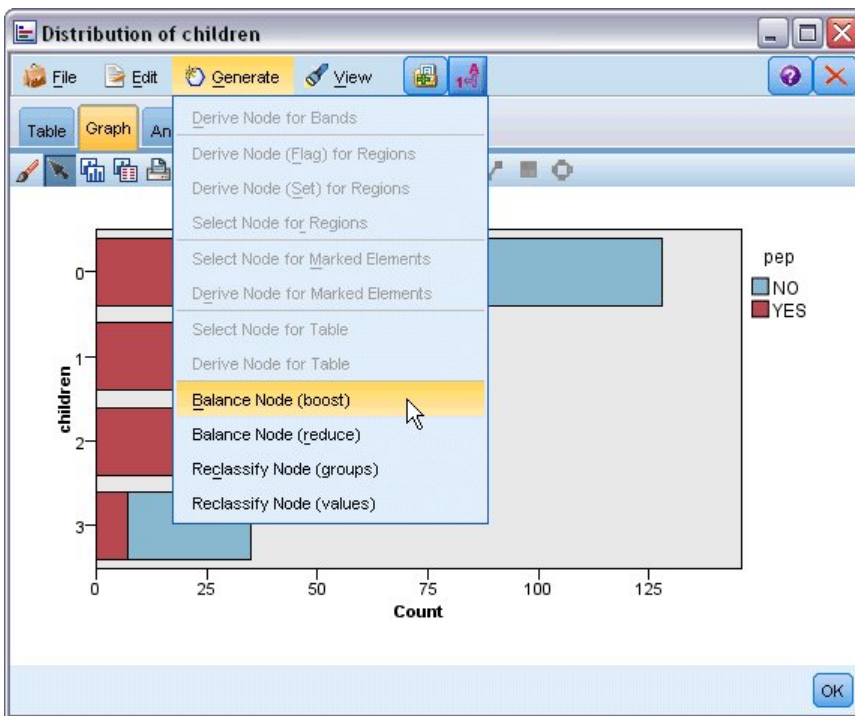 Distribution of children
File Edit Generate View
Table Graph An
Derive Node for Bands
Derive Node (Flag) for Regions
Derive Node (Set) for Regions
Select Node for Regions
Select Node for Marked Elements
Derive Node for Marked Elements
Select Node for Table
Derive Node for Table
Balance Node (boost)
Balance Node (reduce)
Reclassify Node (groups)
Reclassify Node (values)
children
0
1
2
3
0 25 50 75 100 125
Count
pep
NO
YES
OK